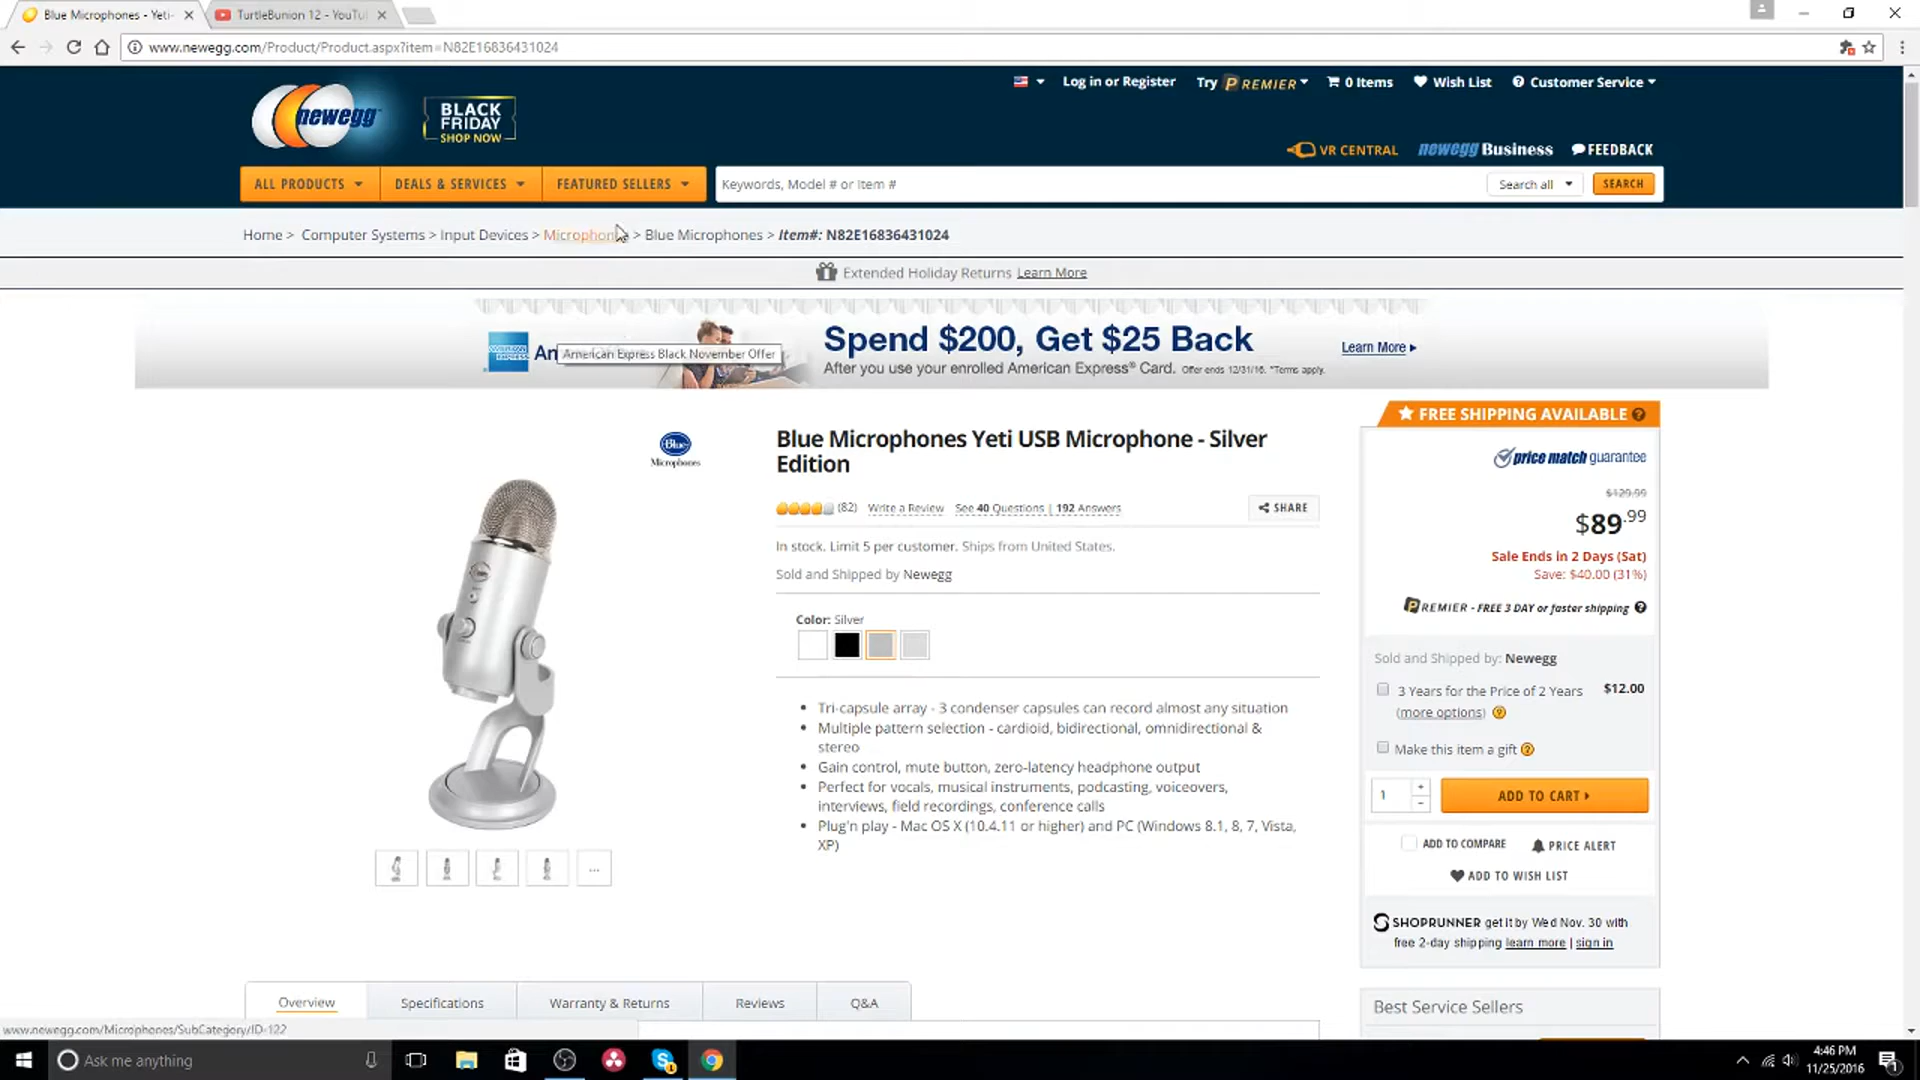 Blue Microphones - Yeti-
TurtleBunion 12 - YouTu
www.newegg.com/Product/Product.aspx?item=N82E16836431024
Log in or Register
Try PREMIER
0 Items
Wish List
Customer Service
newegg
BLACK
FRIDAY
SHOP NOW
VR CENTRAL
newegg Business
FEEDBACK
ALL PRODUCTS
DEALS & SERVICES
FEATURED SELLERS
Keywords, Model # or Item #
Search all
SEARCH
Home > Computer Systems > Input Devices > Microphon > Blue Microphones > Item#: N82E16836431024
Extended Holiday Returns Learn More
Am
American Express Black November Offer
Spend $200, Get $25 Back
After you use your enrolled American Express® Card. Offer ends 12/31/16. *Terms apply.
Learn More
Blue
Microphones
Blue Microphones Yeti USB Microphone - Silver
Edition
(82) Write a Review See 40 Questions | 192 Answers
SHARE
In stock. Limit 5 per customer. Ships from United States.
Sold and Shipped by Newegg
Color: Silver
• Tri-capsule array - 3 condenser capsules can record almost any situation
• Multiple pattern selection - cardioid, bidirectional, omnidirectional &
stereo
• Gain control, mute button, zero-latency headphone output
• Perfect for vocals, musical instruments, podcasting, voiceovers,
interviews, field recordings, conference calls
• Plug'n play - Mac OS X (10.4.11 or higher) and PC (Windows 8.1, 8, 7, Vista,
XP)
...
FREE SHIPPING AVAILABLE ?
price match guarantee
$129.99
$89.99
Sale Ends in 2 Days (Sat)
Save: $40.00 (31%)
PREMIER - FREE 3 DAY or faster shipping ?
Sold and Shipped by: Newegg
3 Years for the Price of 2 Years $12.00
(more options) ?
Make this item a gift ?
1
+
-
ADD TO CART
ADD TO COMPARE
PRICE ALERT
ADD TO WISH LIST
SHOPRUNNER get it by Wed Nov. 30 with
free 2-day shipping learn more | sign in
Overview
Specifications
Warranty & Returns
Reviews
Q&A
Best Service Sellers
www.newegg.com/Microphones/SubCategory/ID-122
Ask me anything
4:46 PM
11/25/2016